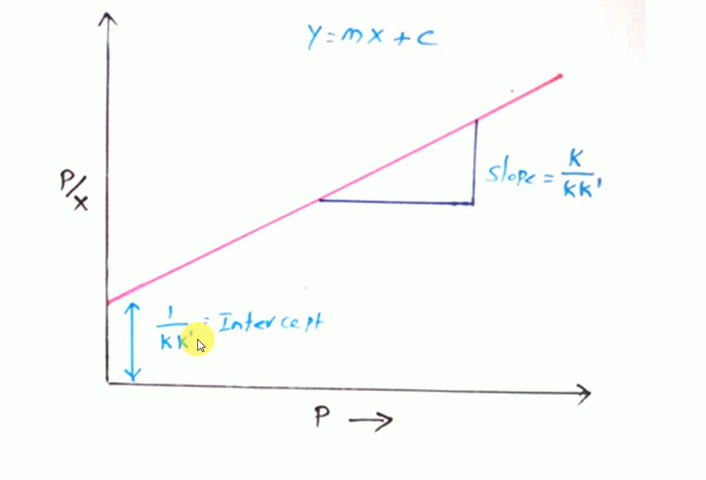 y=mx+c
P/x
slope = K/KK'
1/KK' = Intercept
P →